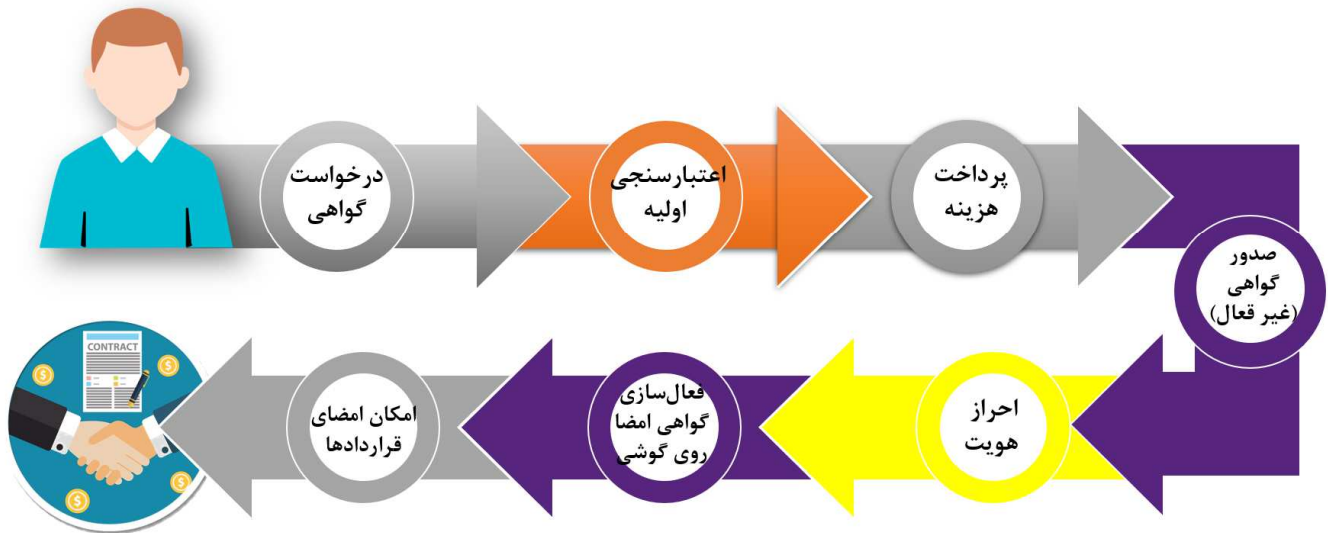 درخواست
گواهی
اعتبارسنجی
اولیه
پرداخت
هزینه
صدور
گواهی
(غیر قعال)
احراز
هویت
فعال‌سازی
گواهی امضا
روی گوشی
امکان امضای
قراردادها
CONTRACT